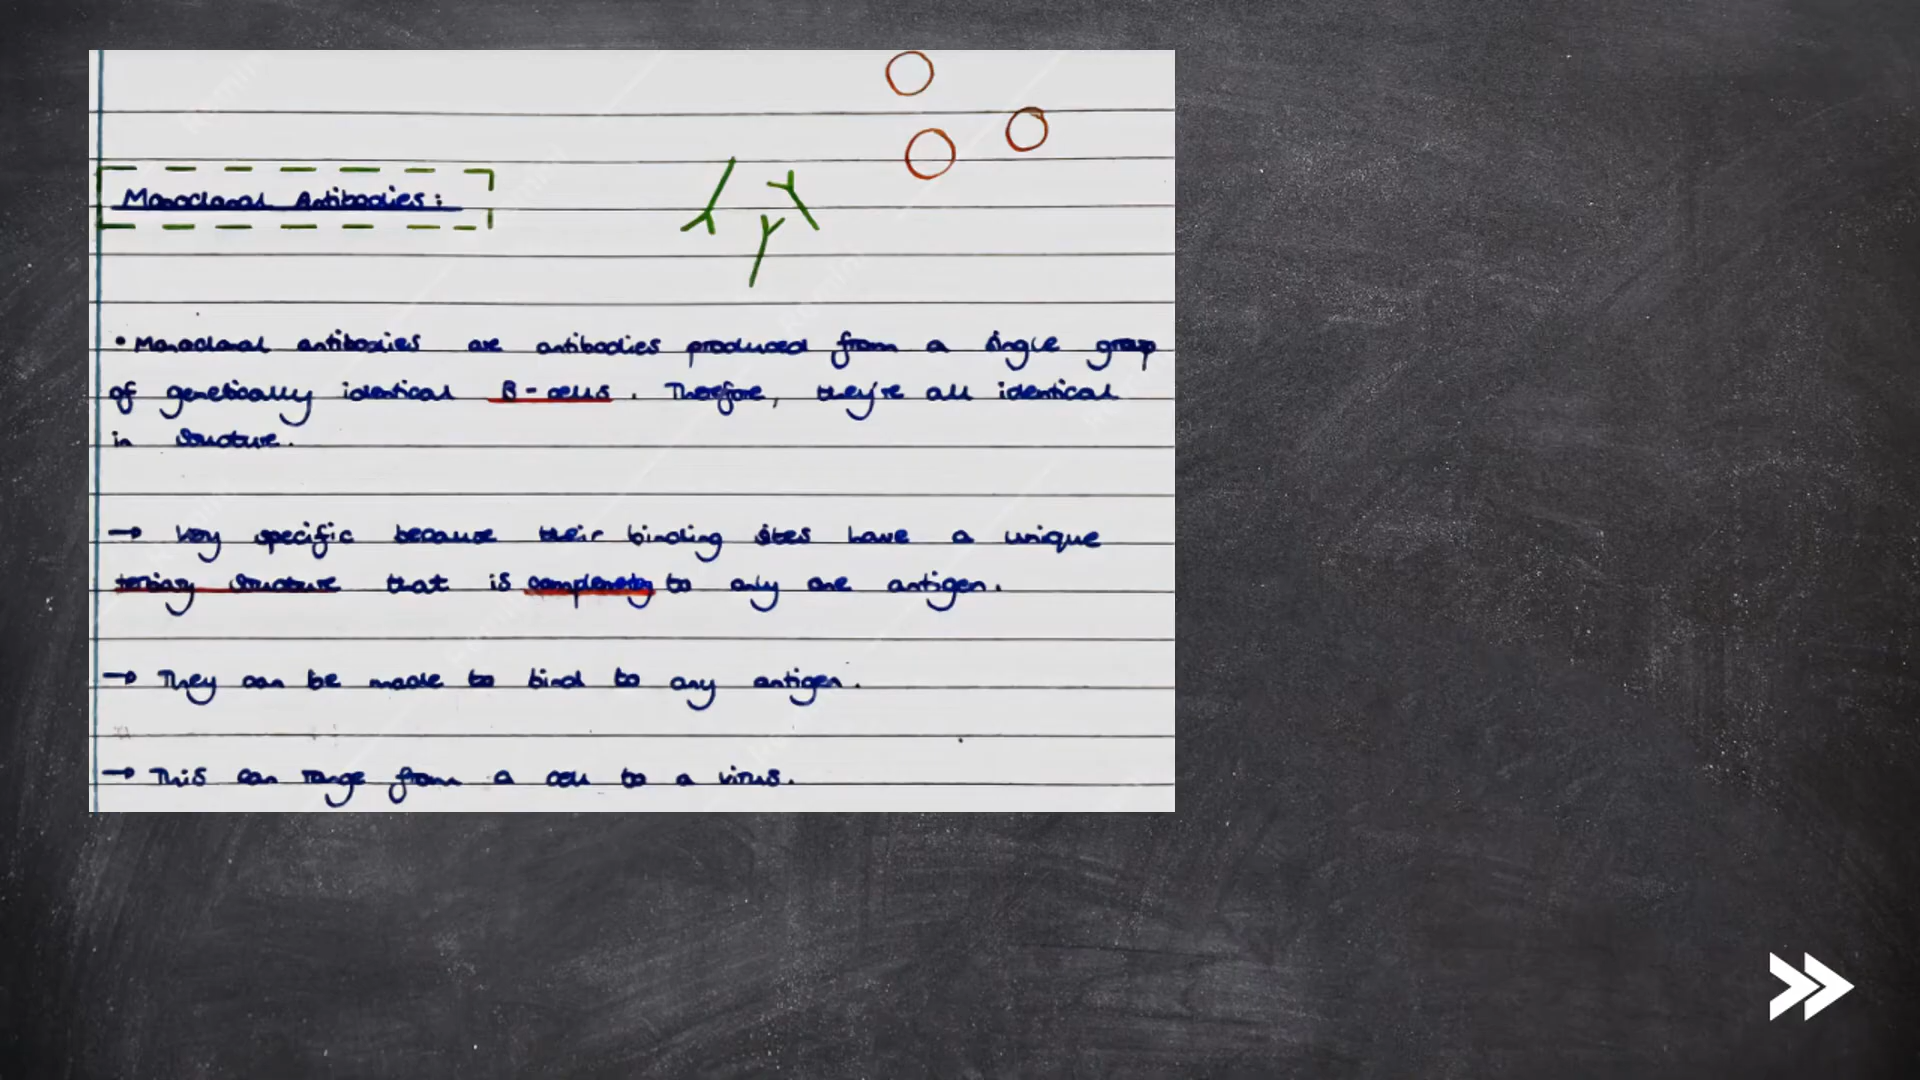 Monoclonal Antibodies:
• Monoclonal antibodies are antibodies produced from a single group
of genetically identical B-cells. Therefore, they're all identical
in structure.
→ Very specific because their binding sites have a unique
tertiary structure that is complementary to only one antigen.
→ They can be made to bind to any antigen.
→ This can range from a cell to a virus.